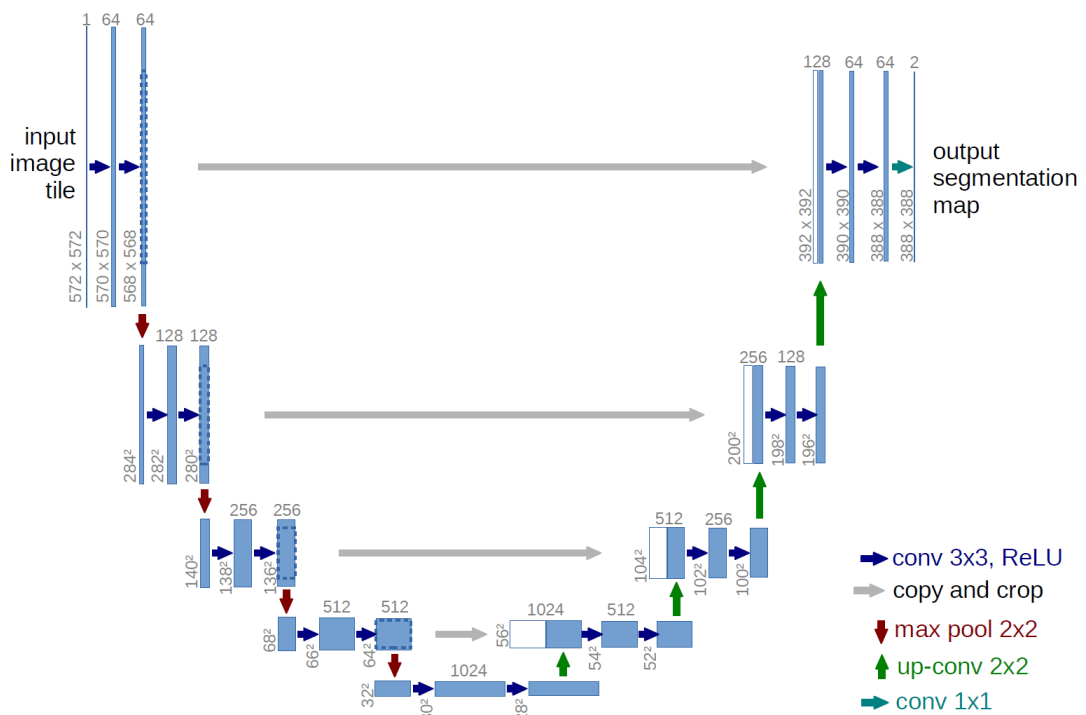 1 64 64
128 64 64 2
input
image
tile
output
segmentation
map
572 x 572
570 x 570
568 x 568
392 x 392
390 x 390
388 x 388
388 x 388
128 128
256 128
284²
282²
280²
200²
198²
196²
256 256
512 256
140²
138²
136²
104²
102²
100²
conv 3x3, ReLU
copy and crop
max pool 2x2
up-conv 2x2
conv 1x1
512 512
1024 512
68²
66²
64²
56²
54²
52²
1024
32²